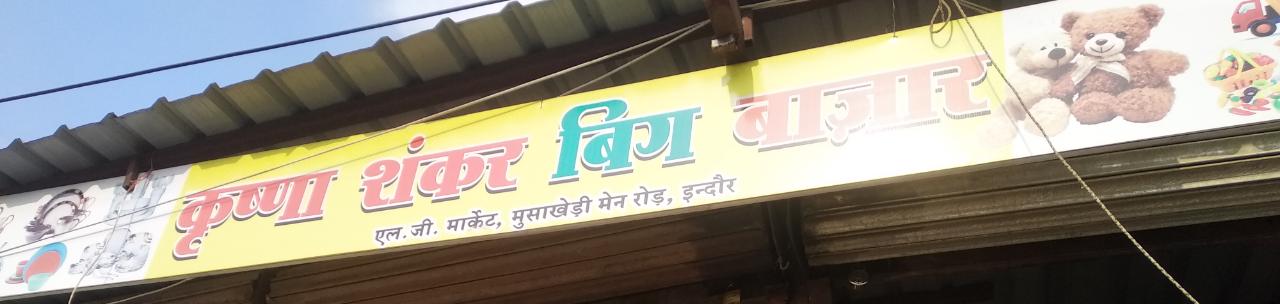 कृष्णा शंकर बिग बाज़ार
एल.जी. मार्केट, मुसाखेड़ी मेन रोड़, इन्दौर